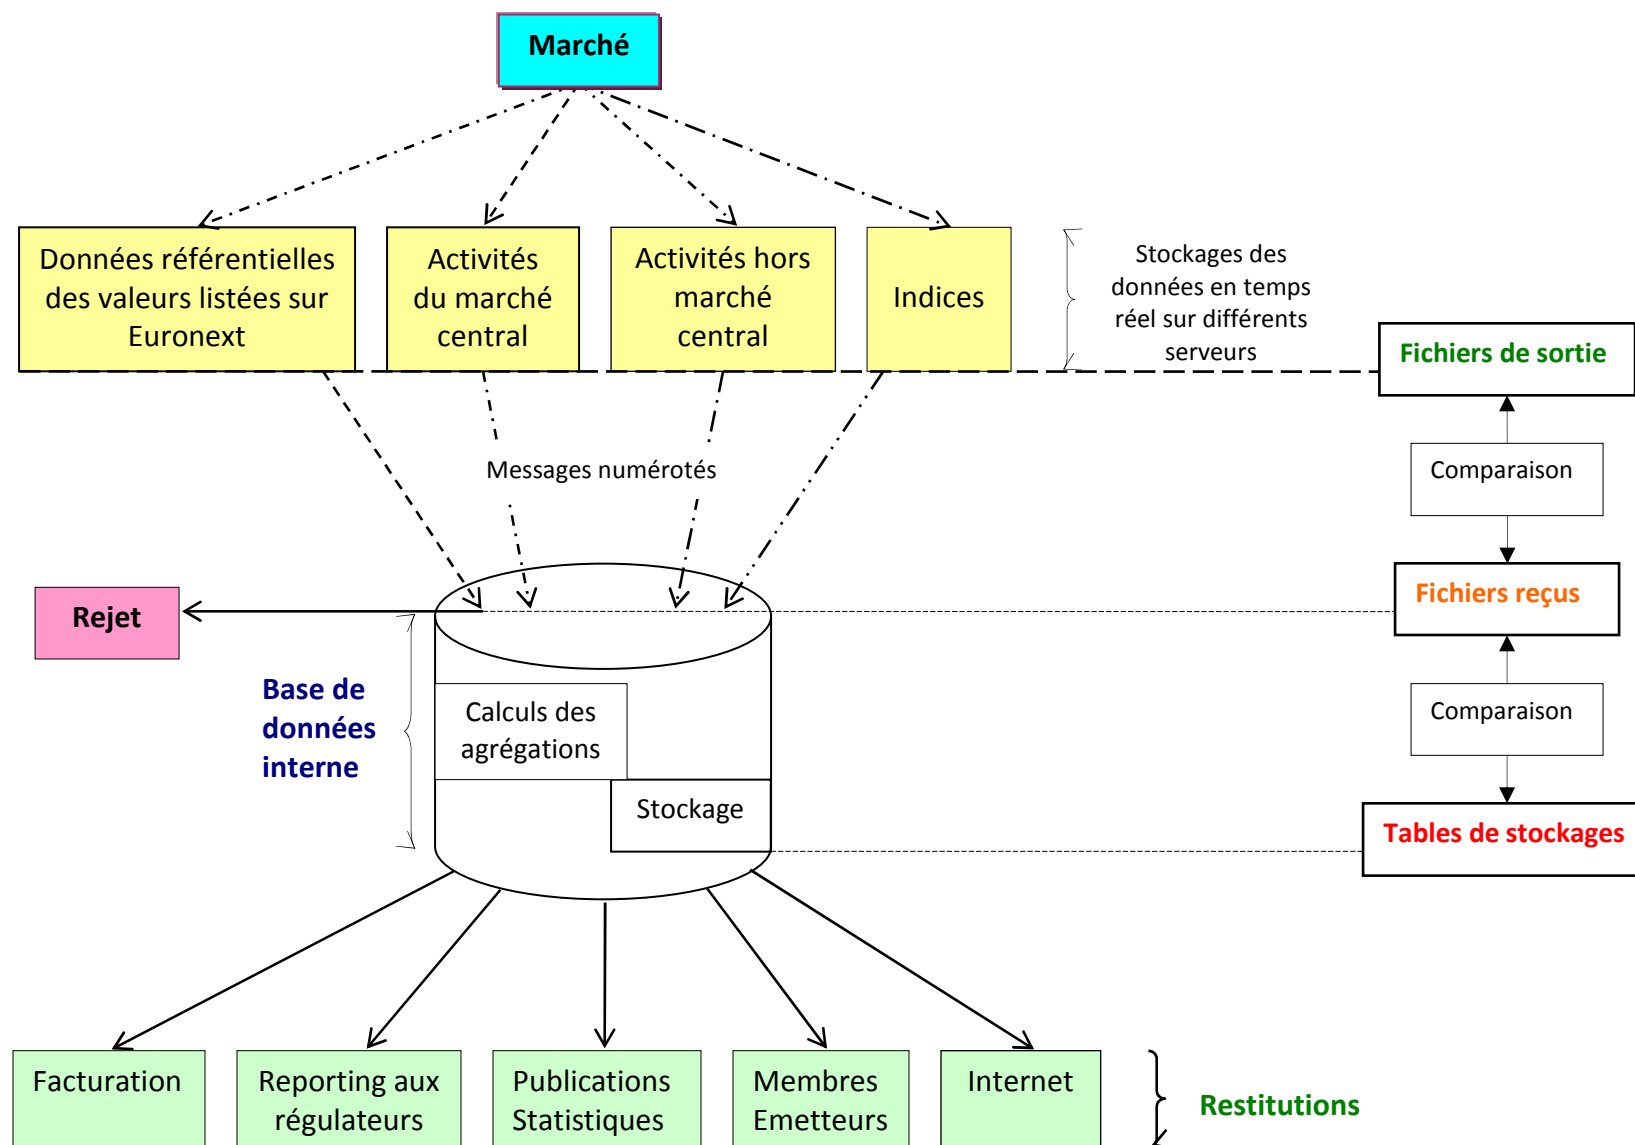 Marché
Données référentielles
des valeurs listées sur
Euronext
Activités
du marché
central
Activités hors
marché
central
Indices
Stockages des
données en temps
réel sur différents
serveurs
Fichiers de sortie
Comparaison
Messages numérotés
Fichiers reçus
Rejet
Base de
données
interne
Calculs des
agrégations
Comparaison
Stockage
Tables de stockages
Facturation
Reporting aux
régulateurs
Publications
Statistiques
Membres
Emetteurs
Internet
Restitutions